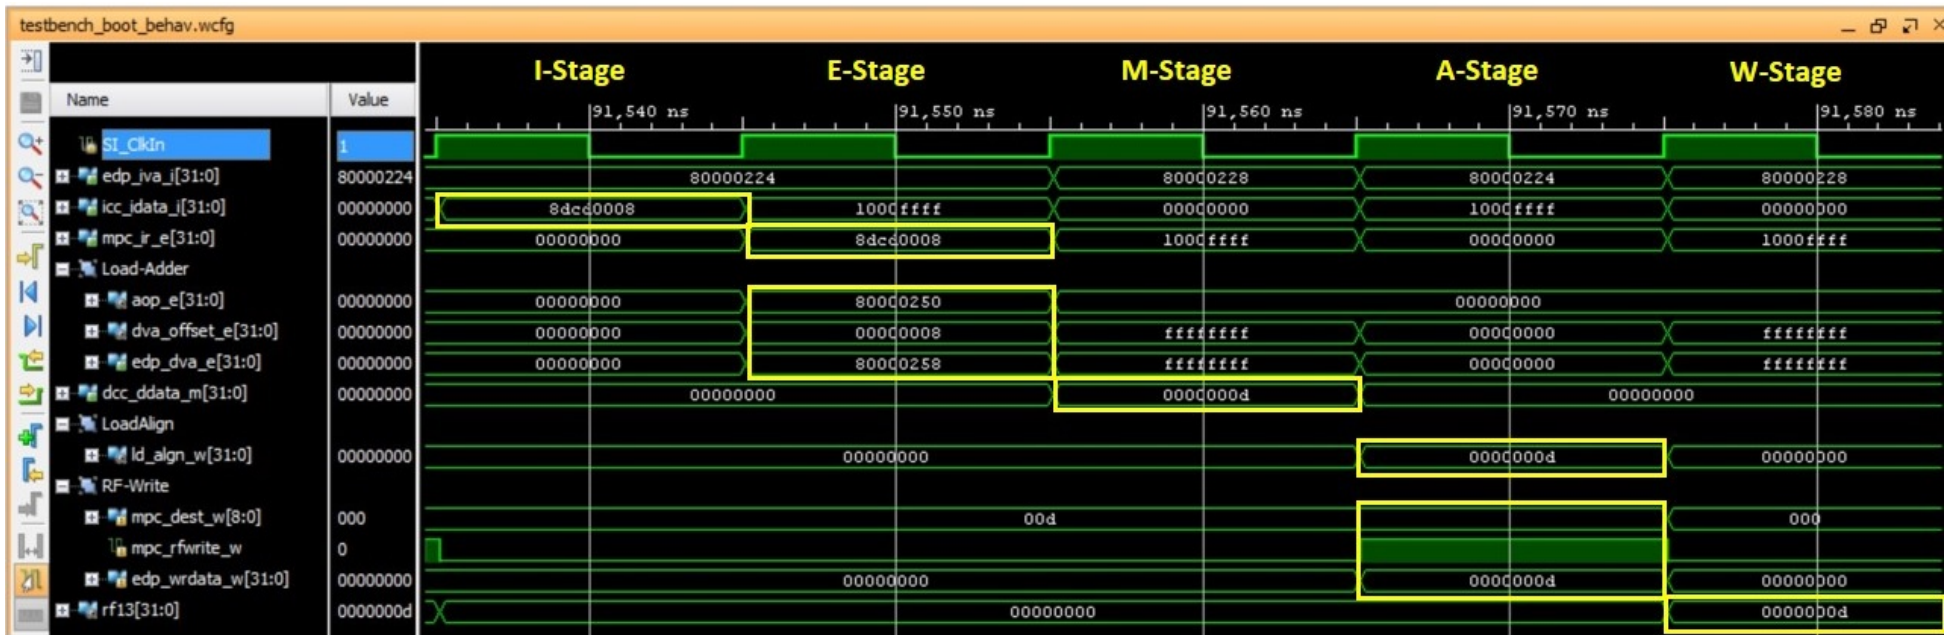 testbench_boot_behav.wcfg
I-Stage E-Stage M-Stage A-Stage W-Stage
Name Value
91,540 ns 91,550 ns 91,560 ns 91,570 ns 91,580 ns
SI_ClkIn 1
edp_iva_i[31:0] 80000224 80000224 80000228 80000224 80000228
icc_idata_i[31:0] 00000000 8dcd0008 1000ffff 00000000 1000ffff 00000000
mpc_ir_e[31:0] 00000000 00000000 8dcd0008 1000ffff 00000000 1000ffff
Load-Adder
aop_e[31:0] 00000000 00000000 80000250 00000000
dva_offset_e[31:0] 00000000 00000000 00000008 ffffffff 00000000 ffffffff
edp_dva_e[31:0] 00000000 00000000 80000258 ffffffff 00000000 ffffffff
dcc_ddata_m[31:0] 00000000 00000000 0000000d 00000000
LoadAlign
ld_algn_w[31:0] 00000000 00000000 0000000d 00000000
RF-Write
mpc_dest_w[8:0] 000 00d 000
mpc_rfwrite_w 0
edp_wrdata_w[31:0] 00000000 00000000 0000000d 00000000
rf13[31:0] 0000000d 00000000 0000000d